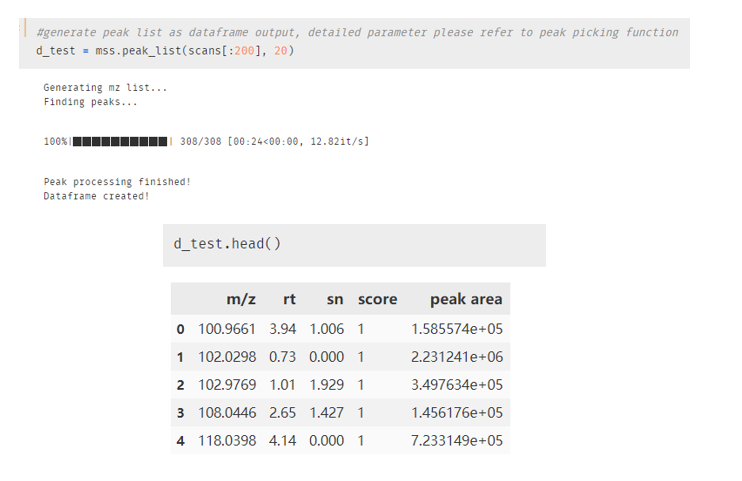 #generate peak list as dataframe output, detailed parameter please refer to peak picking function
d_test = mss.peak_list(scans[:200], 20)
Generating mz list...
Finding peaks...
100%|██████████| 308/308 [00:24<00:00, 12.82it/s]
Peak processing finished!
Dataframe created!
d_test.head()
m/z rt sn score peak area
0 100.9661 3.94 1.006 1 1.585574e+05
1 102.0298 0.73 0.000 1 2.231241e+06
2 102.9769 1.01 1.929 1 3.497634e+05
3 108.0446 2.65 1.427 1 1.456176e+05
4 118.0398 4.14 0.000 1 7.233149e+05